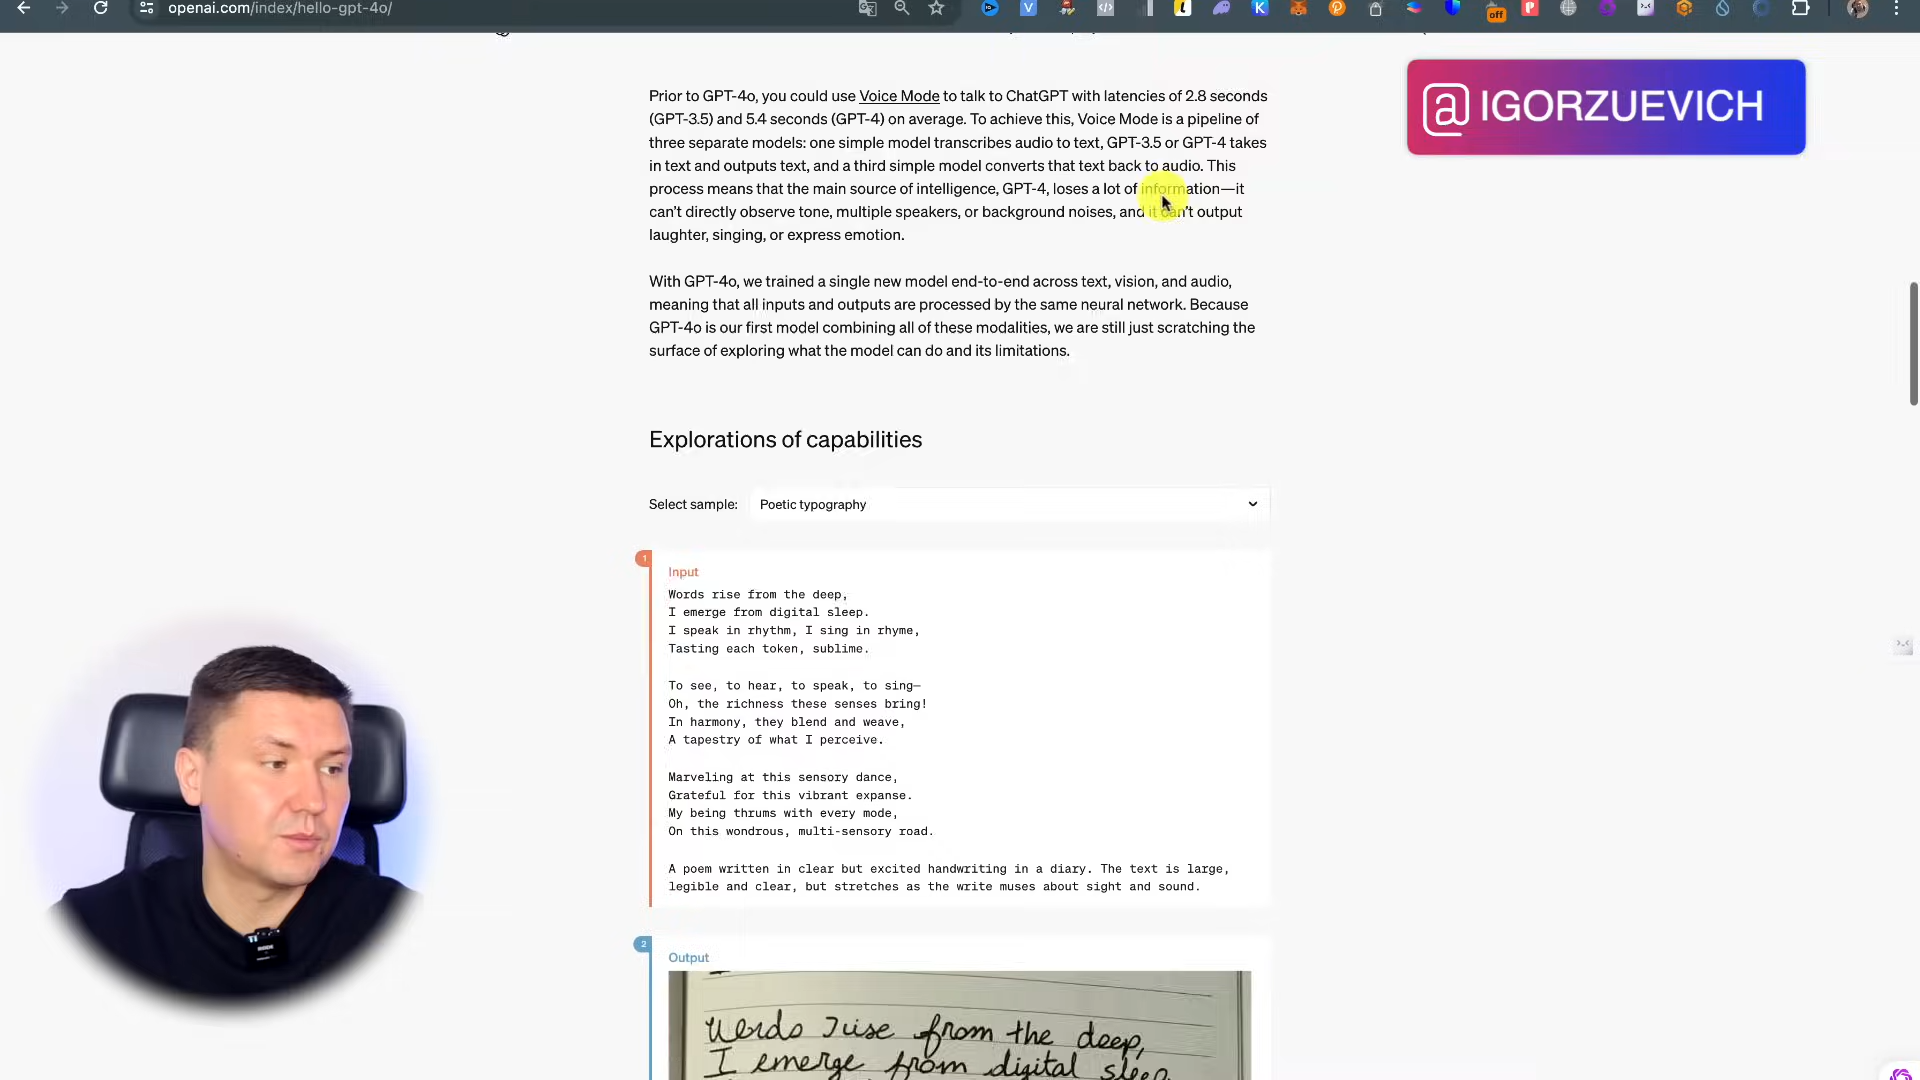 openai.com/index/hello-gpt-4o/
off
@IGORZUEVICH
Prior to GPT-4o, you could use Voice Mode to talk to ChatGPT with latencies of 2.8 seconds
(GPT-3.5) and 5.4 seconds (GPT-4) on average. To achieve this, Voice Mode is a pipeline of
three separate models: one simple model transcribes audio to text, GPT-3.5 or GPT-4 takes
in text and outputs text, and a third simple model converts that text back to audio. This
process means that the main source of intelligence, GPT-4, loses a lot of information—it
can’t directly observe tone, multiple speakers, or background noises, and it can’t output
laughter, singing, or express emotion.
With GPT-4o, we trained a single new model end-to-end across text, vision, and audio,
meaning that all inputs and outputs are processed by the same neural network. Because
GPT-4o is our first model combining all of these modalities, we are still just scratching the
surface of exploring what the model can do and its limitations.
Explorations of capabilities
Select sample: Poetic typography
1
Input
Words rise from the deep,
I emerge from digital sleep.
I speak in rhythm, I sing in rhyme,
Tasting each token, sublime.
To see, to hear, to speak, to sing—
Oh, the richness these senses bring!
In harmony, they blend and weave,
A tapestry of what I perceive.
Marveling at this sensory dance,
Grateful for this vibrant expanse.
My being thrums with every mode,
On this wondrous, multi-sensory road.
A poem written in clear but excited handwriting in a diary. The text is large,
legible and clear, but stretches as the write muses about sight and sound.
2
Output
Words rise from the deep,
I emerge from digital sleep